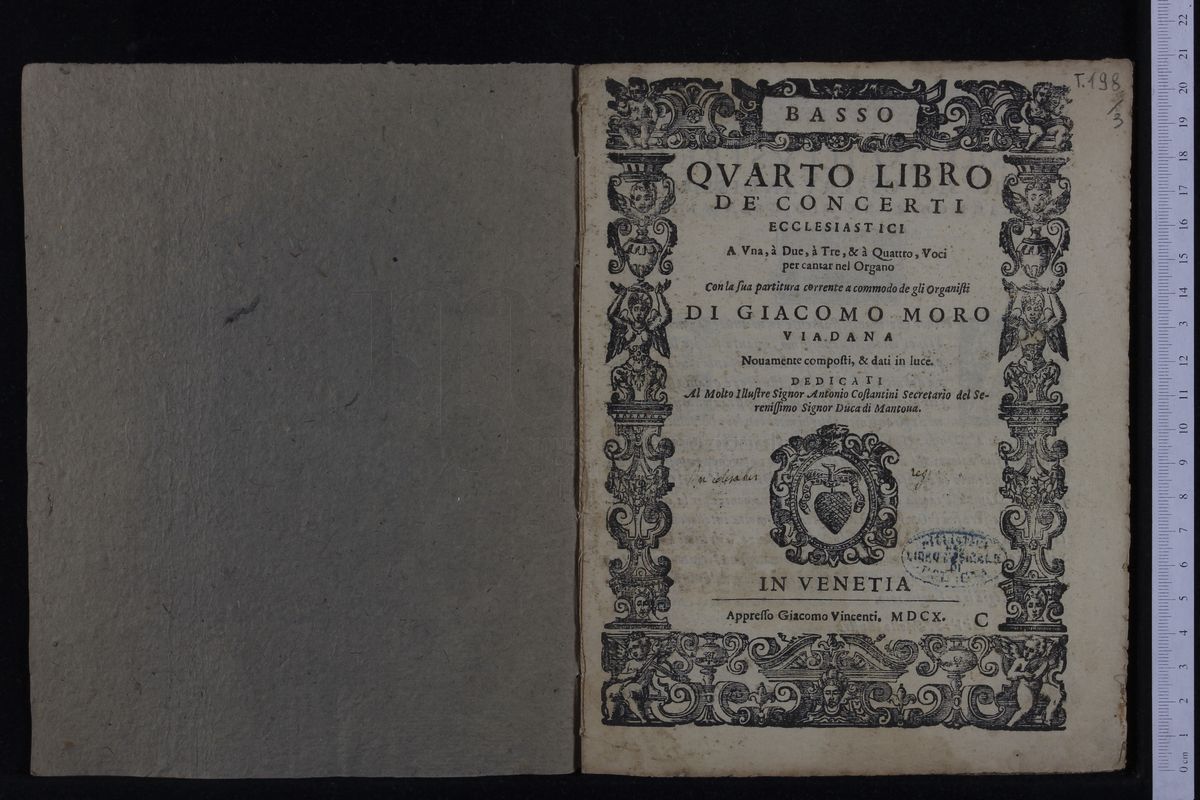 T.198
3
BASSO
QVARTO LIBRO
DE' CONCERTI
ECCLESIASTICI
A Vna, à Due, à Tre, & à Quattro, Voci
per cantar nel Organo
Con la ſua partitura corrente a commodo de gli Organiſti
DI GIACOMO MORO
VIADANA
Nouamente compoſti, & dati in luce.
DEDICATI
Al Molto Illuſtre Signor Antonio Coſtantini Secretario del Se-
reniſſimo Signor Duca di Mantoua.
IN VENETIA
Appreſſo Giacomo Vincenti. MDCX. C